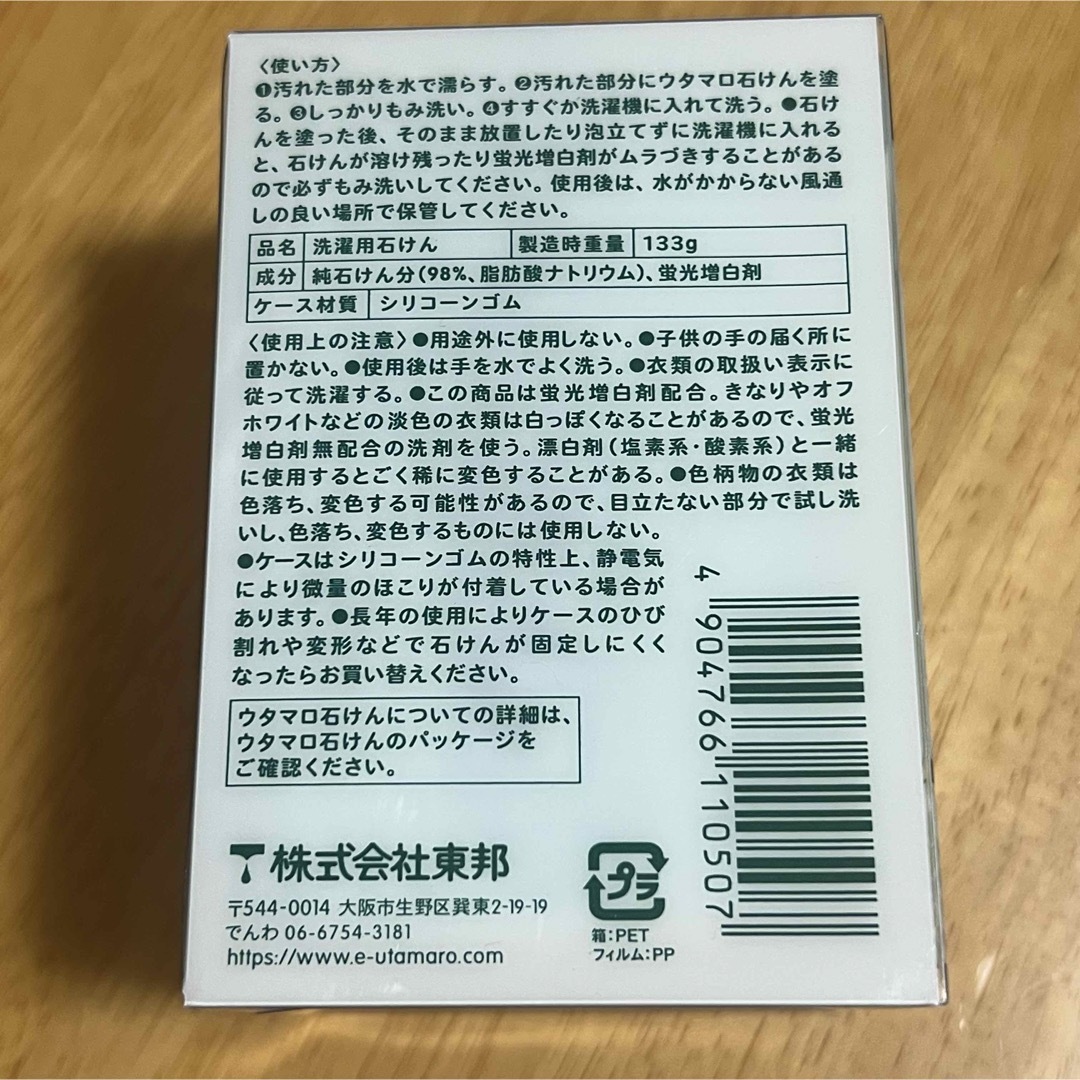 〈使い方〉
❶汚れた部分を水で濡らす。❷汚れた部分にウタマロ石けんを塗
る。❸しっかりもみ洗い。❹すすぐか洗濯機に入れて洗う。●石け
んを塗った後、そのまま放置したり泡立てずに洗濯機に入れる
と、石けんが溶け残ったり蛍光増白剤がムラづきすることがある
ので必ずもみ洗いしてください。使用後は、水がかからない風通
しの良い場所で保管してください。
品名 洗濯用石けん 製造時重量 133g
成分 純石けん分(98%、脂肪酸ナトリウム)、蛍光増白剤
ケース材質 シリコーンゴム
〈使用上の注意〉●用途外に使用しない。●子供の手の届く所に
置かない。●使用後は手を水でよく洗う。●衣類の取扱い表示に
従って洗濯する。●この商品は蛍光増白剤配合。きなりやオフ
ホワイトなどの淡色の衣類は白っぽくなることがあるので、蛍光
増白剤無配合の洗剤を使う。漂白剤(塩素系・酸素系)と一緒
に使用するとごく稀に変色することがある。●色柄物の衣類は
色落ち、変色する可能性があるので、目立たない部分で試し洗
いし、色落ち、変色するものには使用しない。
●ケースはシリコーンゴムの特性上、静電気
により微量のほこりが付着している場合が
あります。●長年の使用によりケースのひび
割れや変形などで石けんが固定しにくく
なったらお買い替えください。
ウタマロ石けんについての詳細は、
ウタマロ石けんのパッケージを
ご確認ください。
4 904766 110507
株式会社東邦
〒544-0014 大阪市生野区巽東2-19-19
でんわ 06-6754-3181
https://www.e-utamaro.com
プラ
箱:PET
フィルム:PP